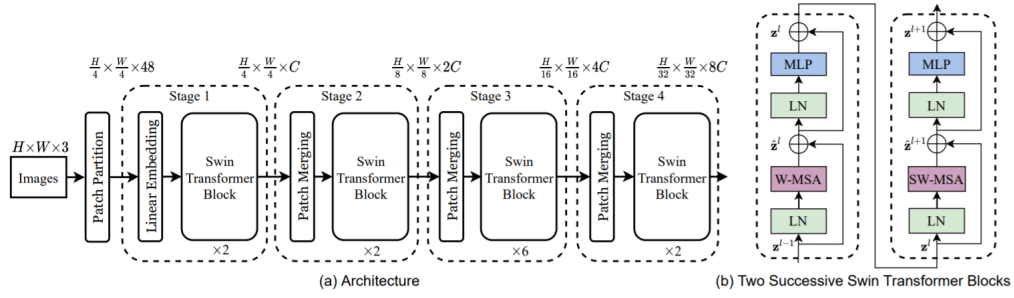 H/4 × W/4 × 48
H/4 × W/4 × C
H/8 × W/8 × 2C
H/16 × W/16 × 4C
H/32 × W/32 × 8C
Stage 1
Stage 2
Stage 3
Stage 4
H×W×3
Images
Patch Partition
Linear Embedding
Swin
Transformer
Block
×2
Patch Merging
Swin
Transformer
Block
×2
Patch Merging
Swin
Transformer
Block
×6
Patch Merging
Swin
Transformer
Block
×2
(a) Architecture
z^l
MLP
LN
ẑ^l
W-MSA
LN
z^{l-1}
z^{l+1}
MLP
LN
ẑ^{l+1}
SW-MSA
LN
z^l
(b) Two Successive Swin Transformer Blocks